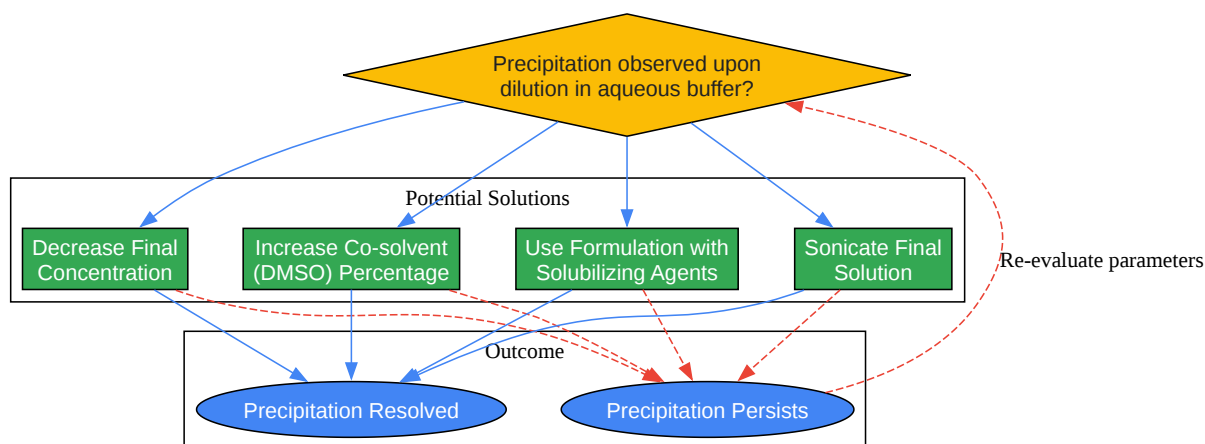 Precipitation observed upon
dilution in aqueous buffer?
Potential Solutions
Decrease Final
Concentration
Increase Co-solvent
(DMSO) Percentage
Use Formulation with
Solubilizing Agents
Sonicate Final
Solution
Re-evaluate parameters
Outcome
Precipitation Resolved
Precipitation Persists